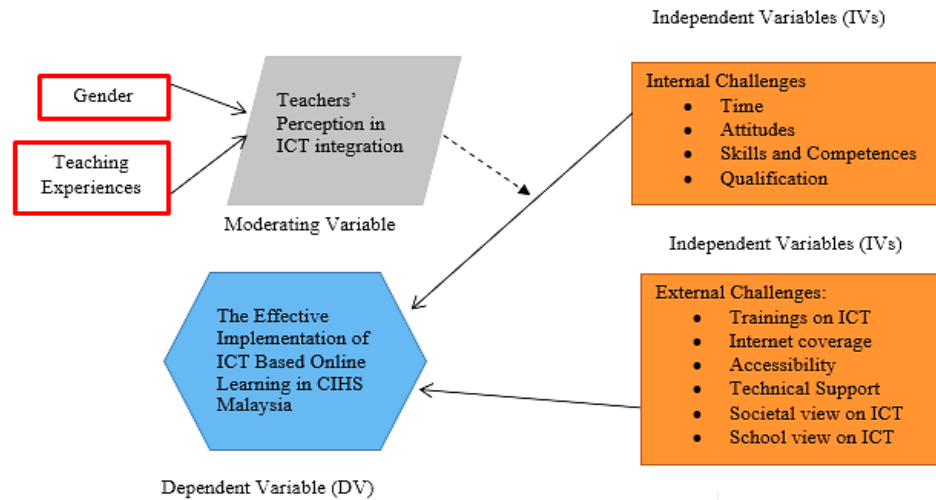 Independent Variables (IVs)
Gender
Teaching
Experiences
Teachers’
Perception in
ICT integration
Moderating Variable
Internal Challenges
• Time
• Attitudes
• Skills and Competences
• Qualification
Independent Variables (IVs)
The Effective
Implementation of
ICT Based Online
Learning in CIHS
Malaysia
External Challenges:
• Trainings on ICT
• Internet coverage
• Accessibility
• Technical Support
• Societal view on ICT
• School view on ICT
Dependent Variable (DV)